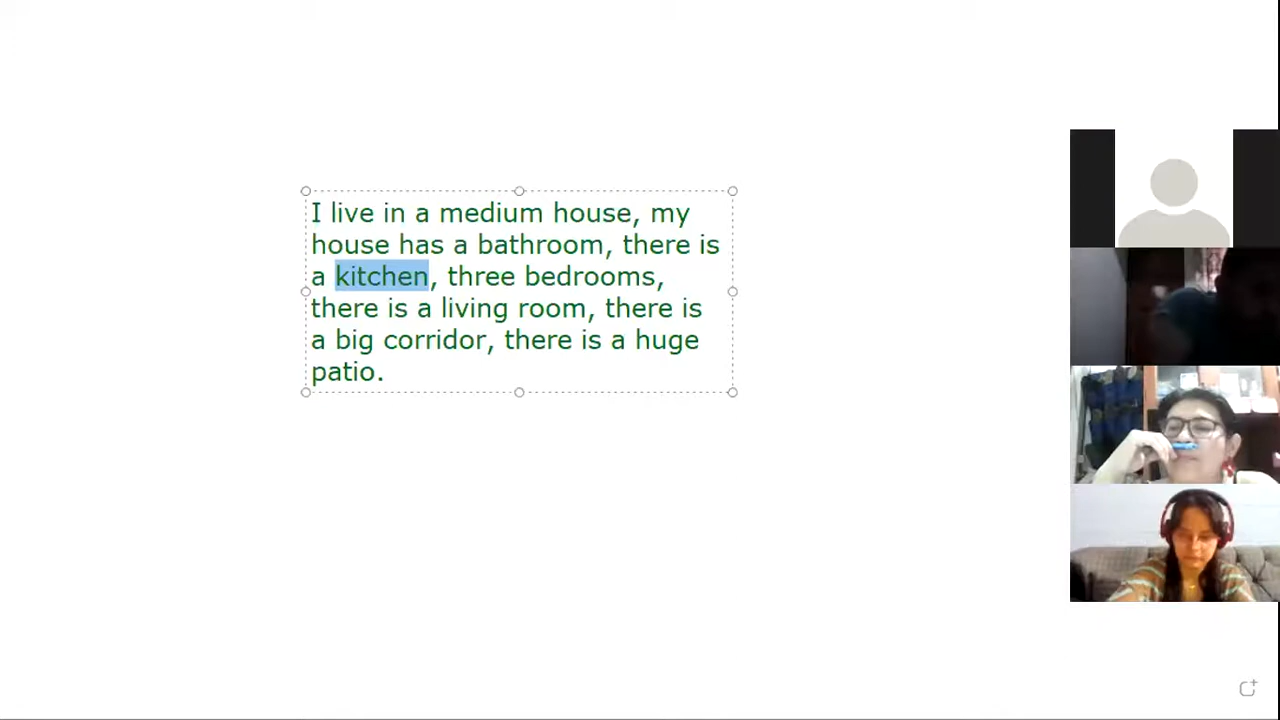 I live in a medium house, my
house has a bathroom, there is
a kitchen, three bedrooms,
there is a living room, there is
a big corridor, there is a huge
patio.